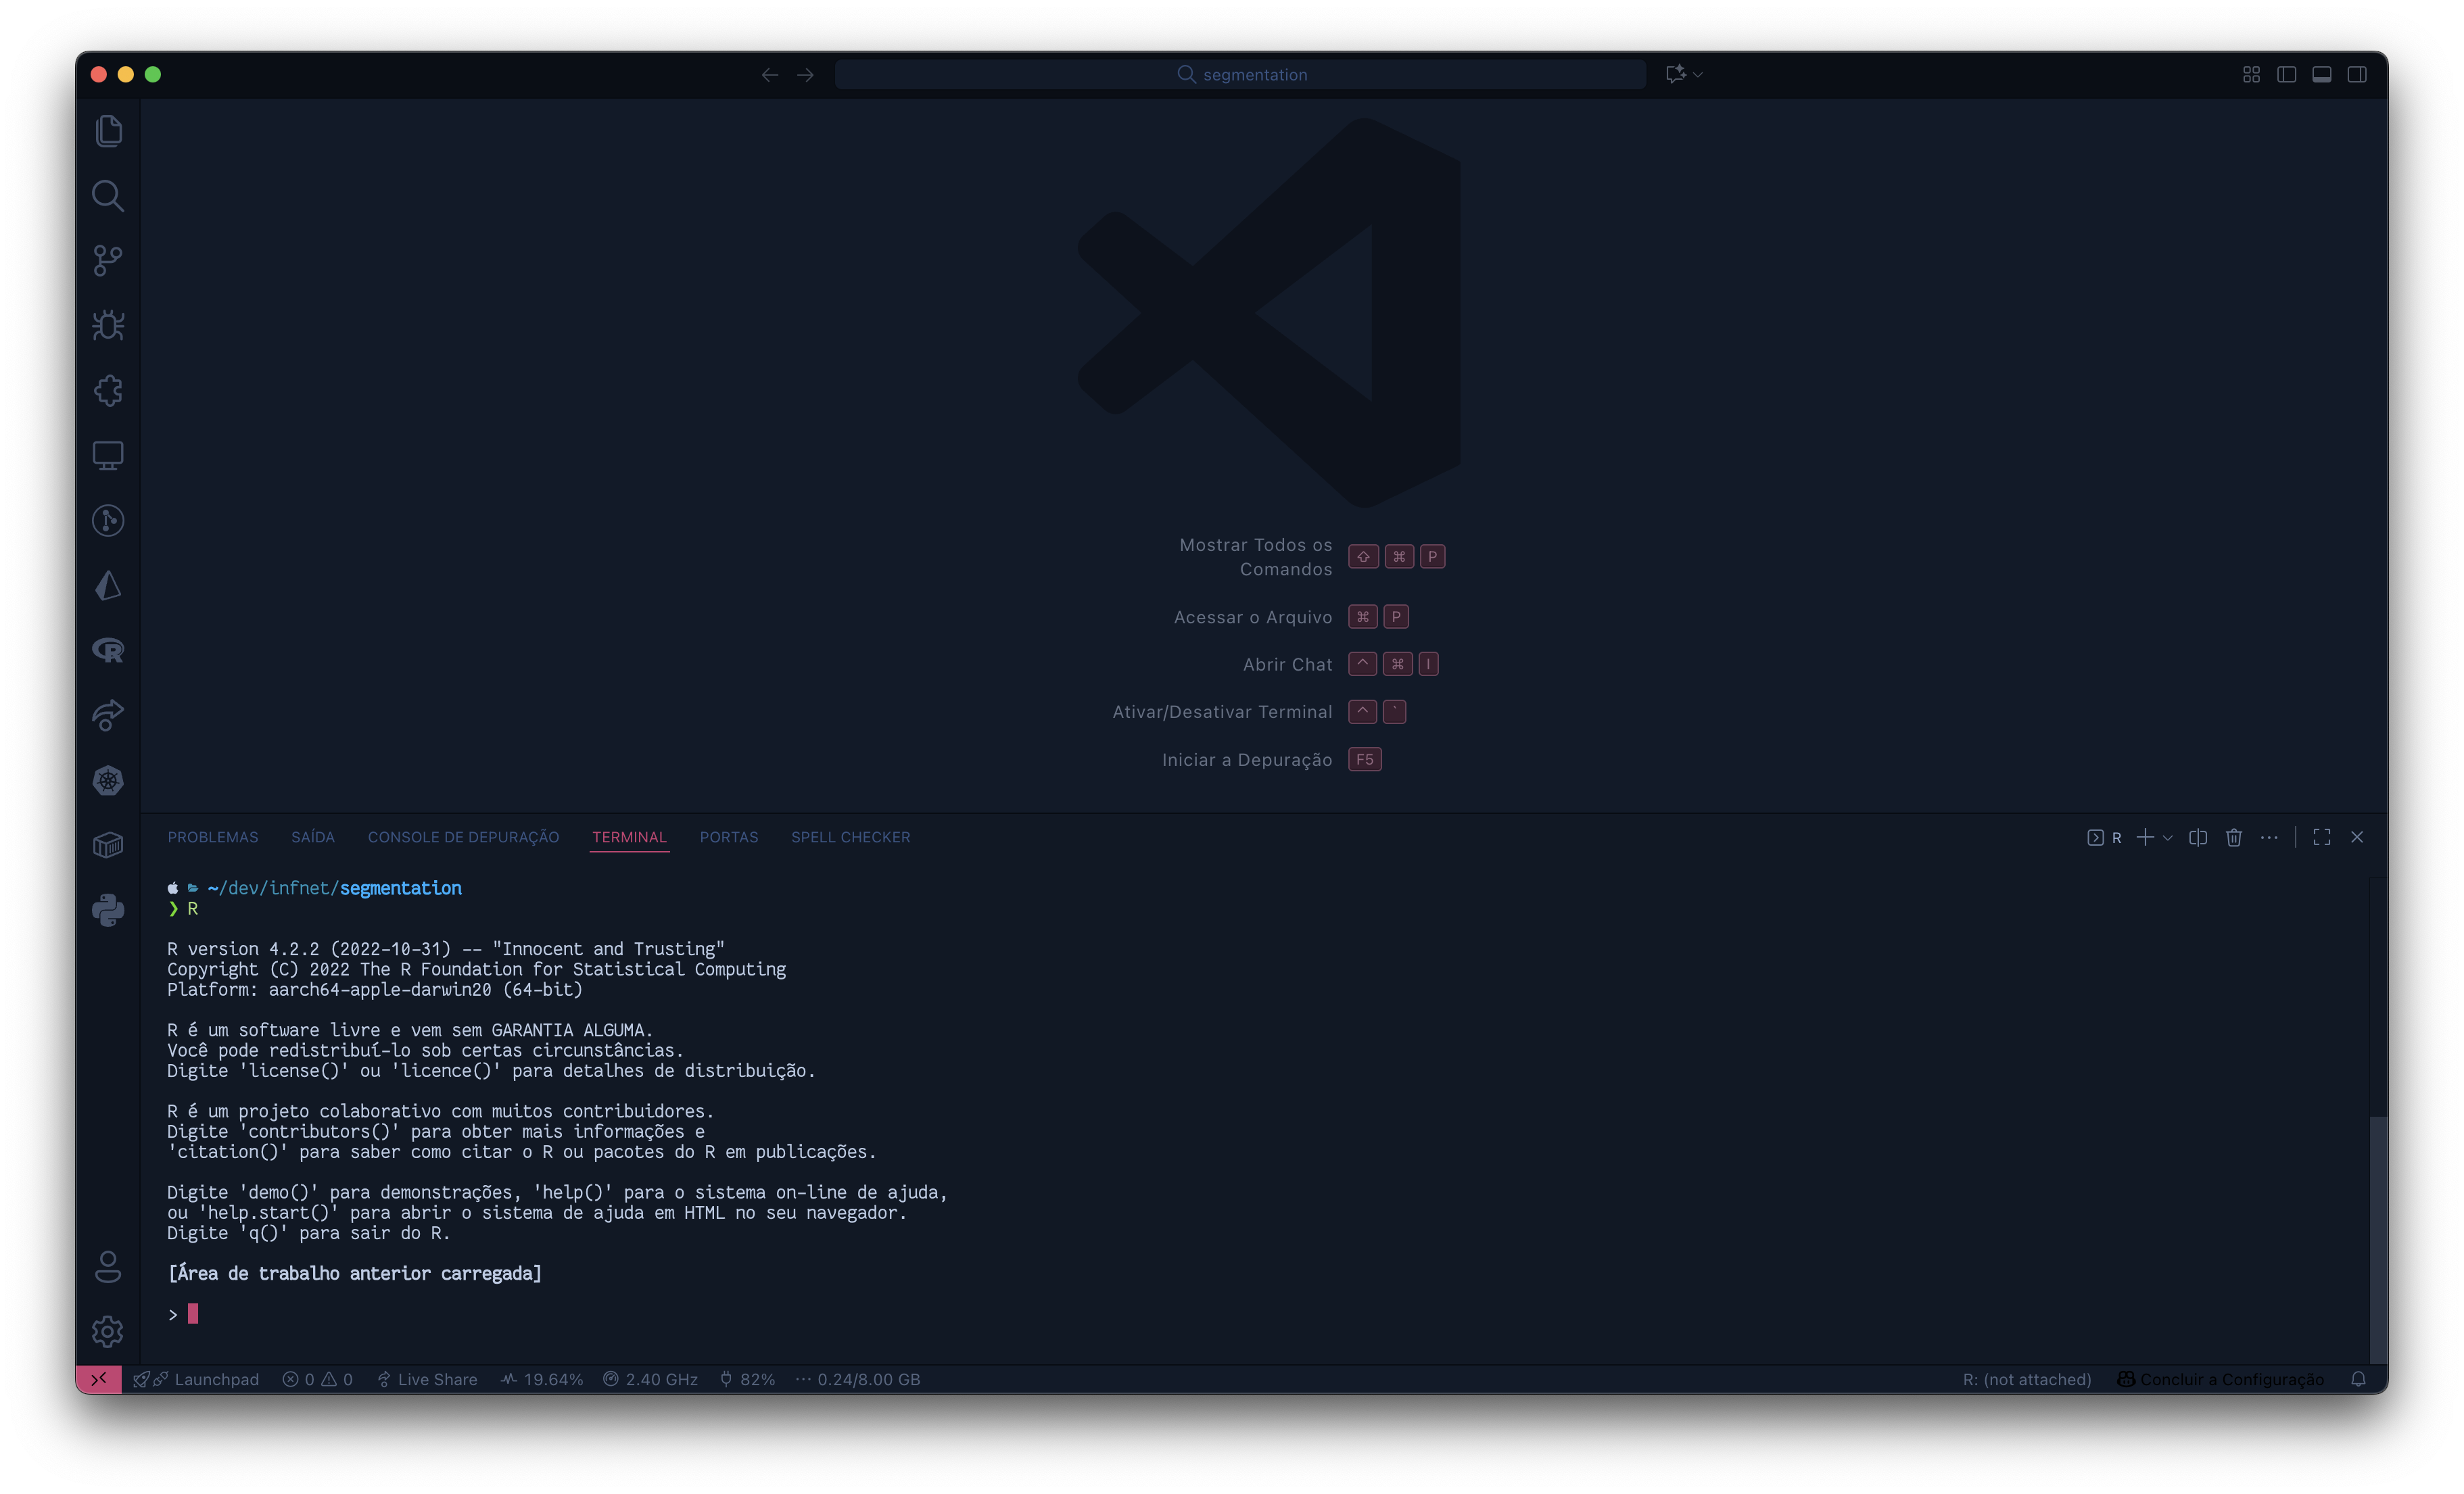 segmentation
Mostrar Todos os
Comandos
⇧ ⌘ P
Acessar o Arquivo ⌘ P
Abrir Chat ^ ⌘ I
Ativar/Desativar Terminal ^ `
Iniciar a Depuração F5
PROBLEMAS SAÍDA CONSOLE DE DEPURAÇÃO TERMINAL PORTAS SPELL CHECKER
R
~/dev/infnet/segmentation
❯ R
R version 4.2.2 (2022-10-31) -- "Innocent and Trusting"
Copyright (C) 2022 The R Foundation for Statistical Computing
Platform: aarch64-apple-darwin20 (64-bit)
R é um software livre e vem sem GARANTIA ALGUMA.
Você pode redistribuí-lo sob certas circunstâncias.
Digite 'license()' ou 'licence()' para detalhes de distribuição.
R é um projeto colaborativo com muitos contribuidores.
Digite 'contributors()' para obter mais informações e
'citation()' para saber como citar o R ou pacotes do R em publicações.
Digite 'demo()' para demonstrações, 'help()' para o sistema on-line de ajuda,
ou 'help.start()' para abrir o sistema de ajuda em HTML no seu navegador.
Digite 'q()' para sair do R.
[Área de trabalho anterior carregada]
>
Launchpad 0 0 Live Share 19.64% 2.40 GHz 82% ··· 0.24/8.00 GB R: (not attached) Concluir a Configuração